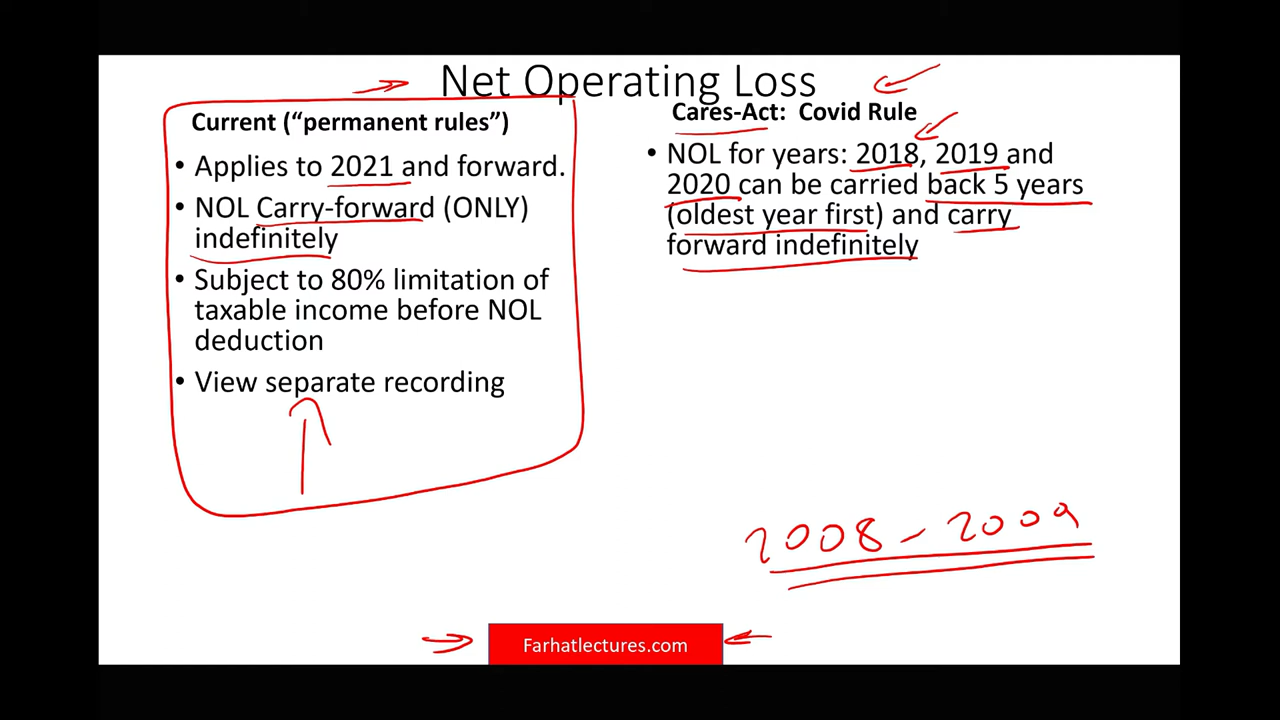 Net Operating Loss
Current (“permanent rules”)
• Applies to 2021 and forward.
• NOL Carry-forward (ONLY)
indefinitely
• Subject to 80% limitation of
taxable income before NOL
deduction
• View separate recording
Cares-Act: Covid Rule
• NOL for years: 2018, 2019 and
2020 can be carried back 5 years
(oldest year first) and carry
forward indefinitely
2008 - 2009
Farhatlectures.com